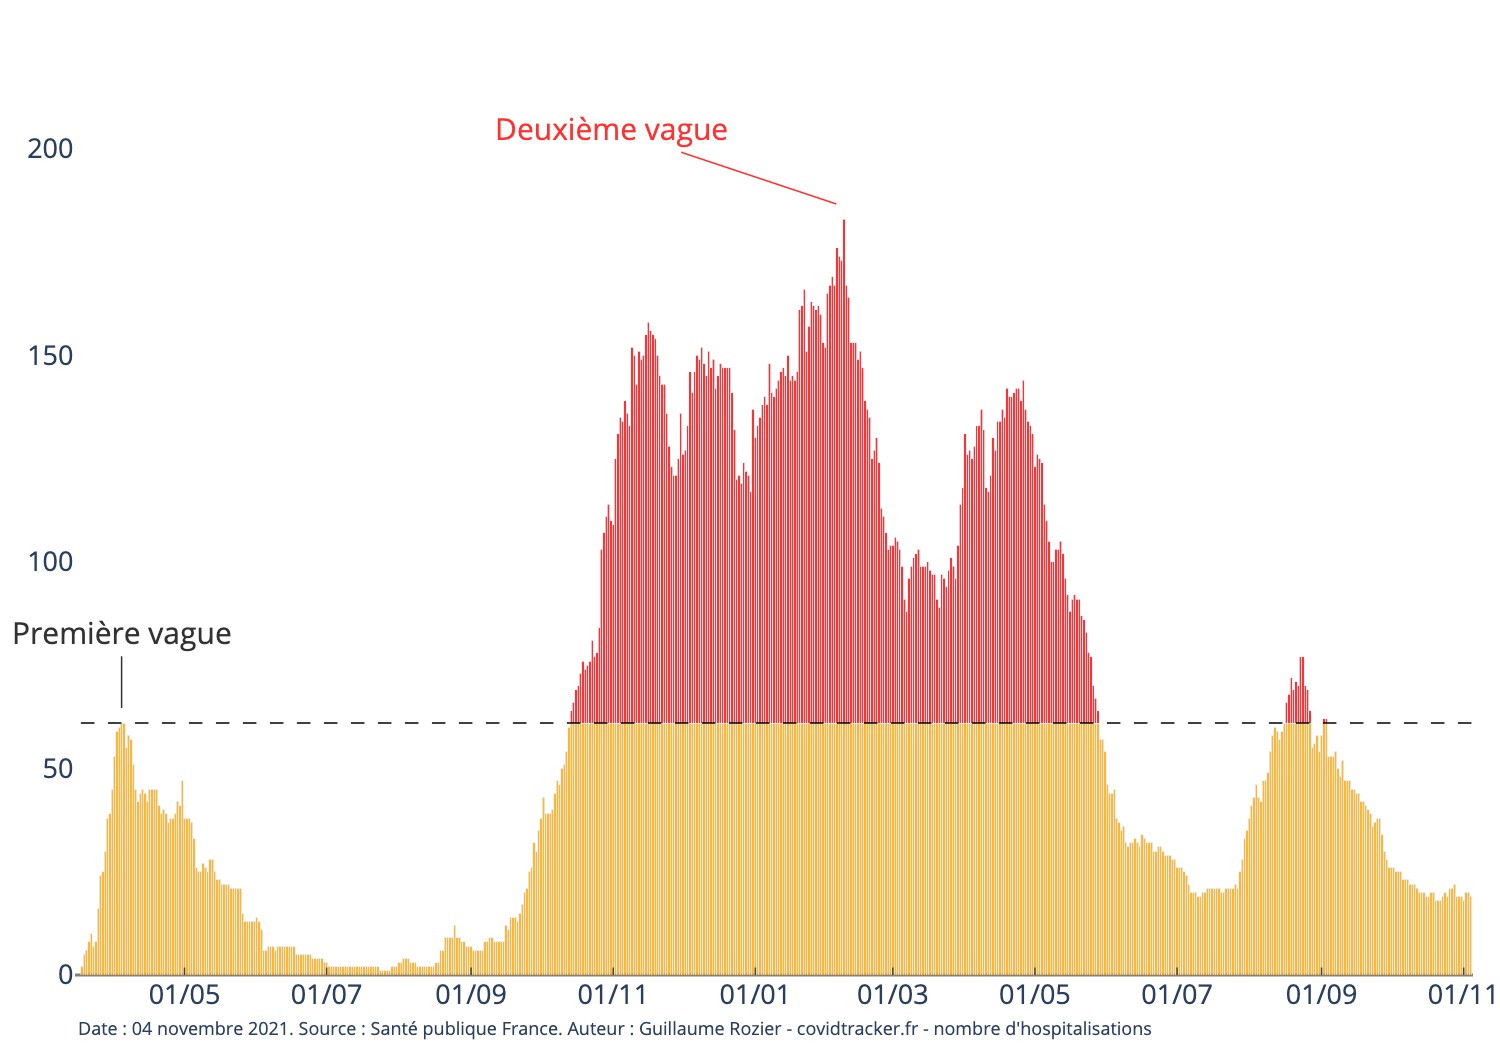 Deuxième vague
200
150
100
Première vague
50
0
01/05 01/07 01/09 01/11 01/01 01/03 01/05 01/07 01/09 01/11
Date : 04 novembre 2021. Source : Santé publique France. Auteur : Guillaume Rozier - covidtracker.fr - nombre d'hospitalisations